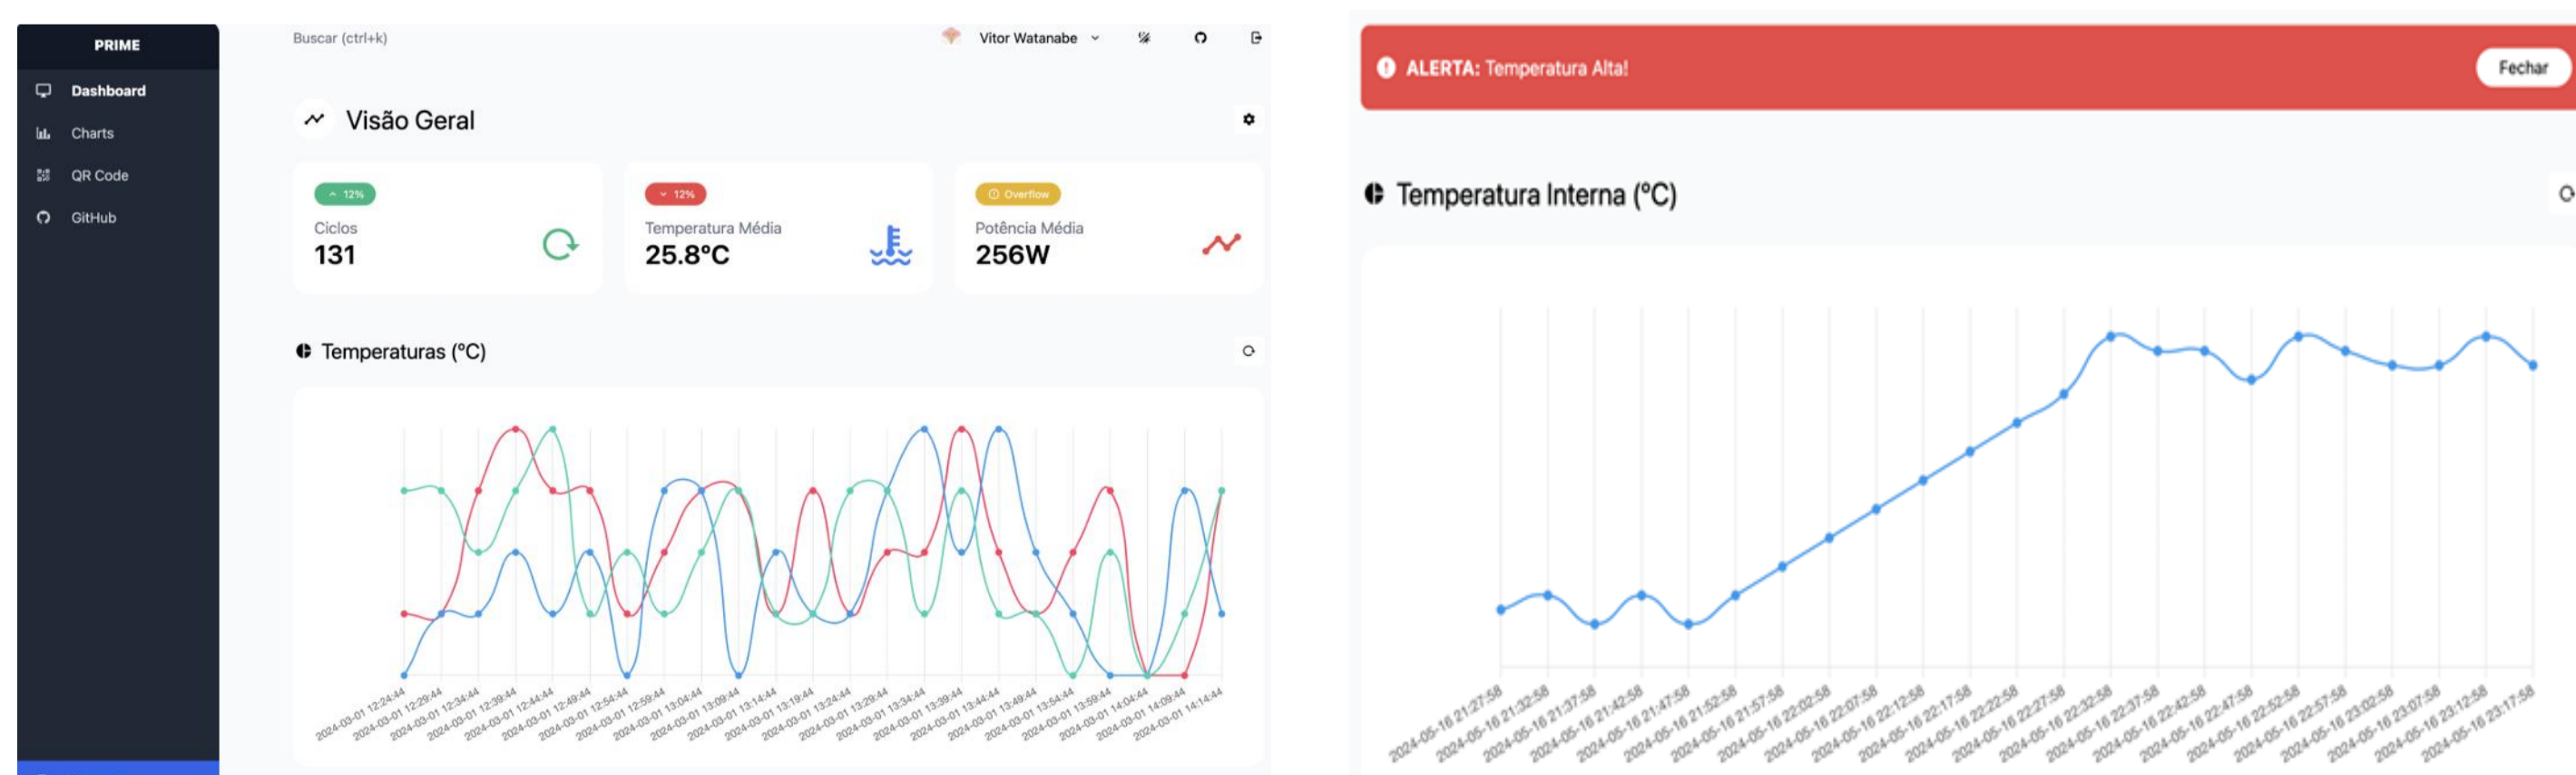 PRIME
Dashboard
Charts
QR Code
GitHub
Buscar (ctrl+k)
Vitor Watanabe
Visão Geral
12%
Ciclos
131
12%
Temperatura Média
25.8°C
Overflow
Potência Média
256W
Temperaturas (°C)
2024-03-01 12:24:44
2024-03-01 12:29:44
2024-03-01 12:34:44
2024-03-01 12:39:44
2024-03-01 12:44:44
2024-03-01 12:49:44
2024-03-01 12:54:44
2024-03-01 12:59:44
2024-03-01 13:04:44
2024-03-01 13:09:44
2024-03-01 13:14:44
2024-03-01 13:19:44
2024-03-01 13:24:44
2024-03-01 13:29:44
2024-03-01 13:34:44
2024-03-01 13:39:44
2024-03-01 13:44:44
2024-03-01 13:49:44
2024-03-01 13:54:44
2024-03-01 13:59:44
2024-03-01 14:04:44
2024-03-01 14:09:44
2024-03-01 14:14:44
ALERTA: Temperatura Alta!
Fechar
Temperatura Interna (°C)
2024-05-16 21:27:58
2024-05-16 21:32:58
2024-05-16 21:37:58
2024-05-16 21:42:58
2024-05-16 21:47:58
2024-05-16 21:52:58
2024-05-16 21:57:58
2024-05-16 22:02:58
2024-05-16 22:07:58
2024-05-16 22:12:58
2024-05-16 22:17:58
2024-05-16 22:22:58
2024-05-16 22:27:58
2024-05-16 22:32:58
2024-05-16 22:37:58
2024-05-16 22:42:58
2024-05-16 22:47:58
2024-05-16 22:52:58
2024-05-16 22:57:58
2024-05-16 23:02:58
2024-05-16 23:07:58
2024-05-16 23:12:58
2024-05-16 23:17:58